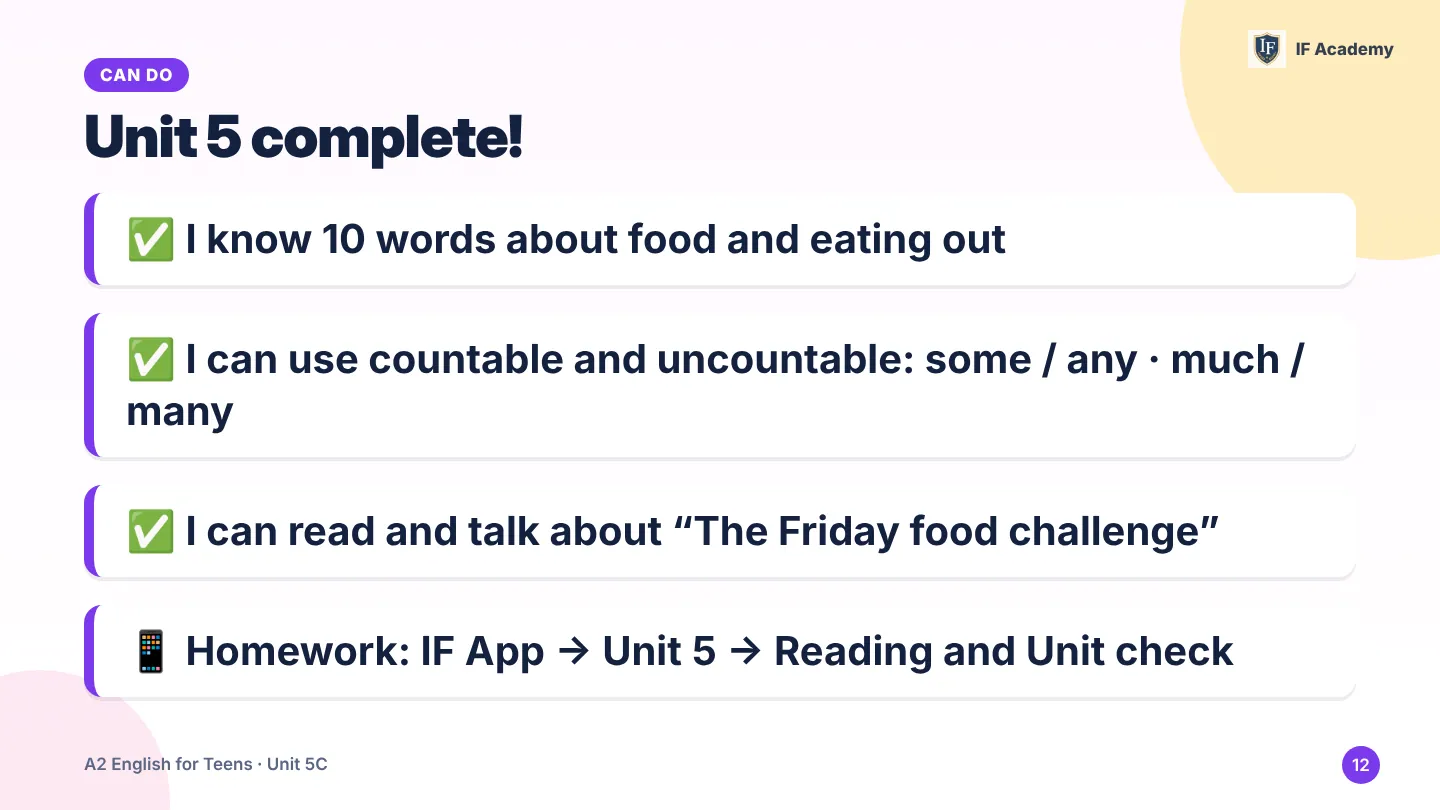 IF Academy
CAN DO
Unit 5 complete!
✅ I know 10 words about food and eating out
✅ I can use countable and uncountable: some / any · much /
many
✅ I can read and talk about “The Friday food challenge”
📱 Homework: IF App → Unit 5 → Reading and Unit check
A2 English for Teens · Unit 5C
12